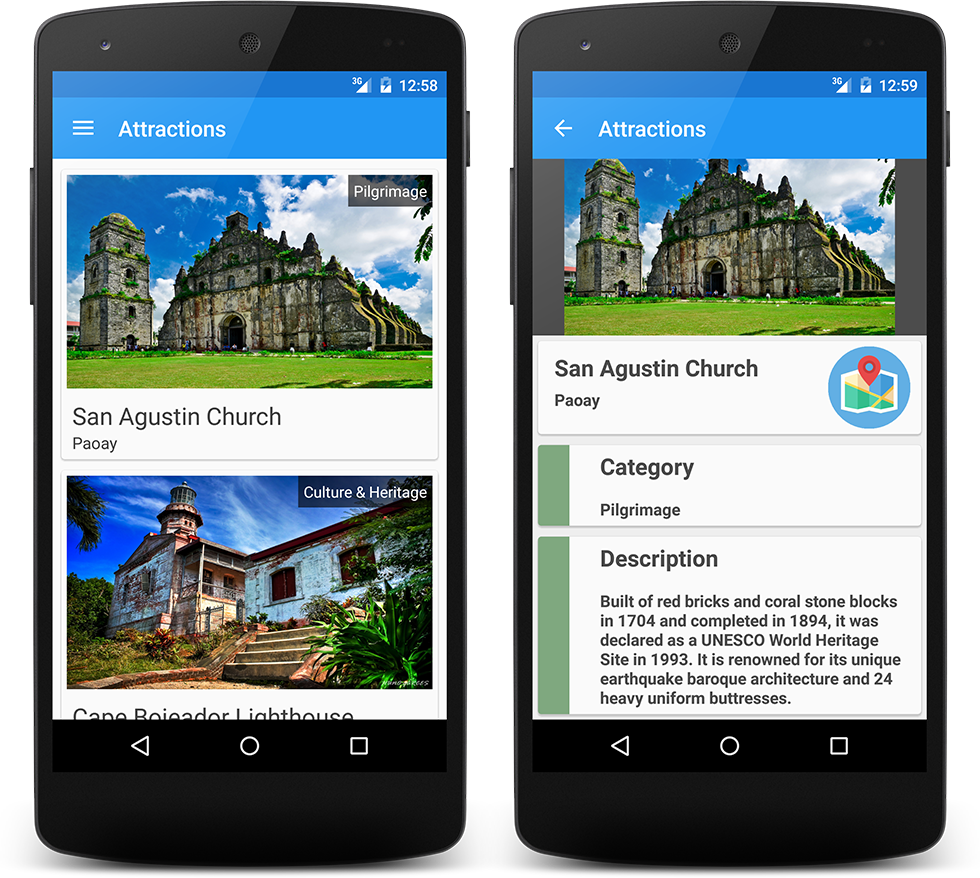 3G 12:58
Attractions
Pilgrimage
San Agustin Church
Paoay
Culture & Heritage
Cape Bojeador Lighthouse
3G 12:59
Attractions
San Agustin Church
Paoay
Category
Pilgrimage
Description
Built of red bricks and coral stone blocks
in 1704 and completed in 1894, it was
declared as a UNESCO World Heritage
Site in 1993. It is renowned for its unique
earthquake baroque architecture and 24
heavy uniform buttresses.